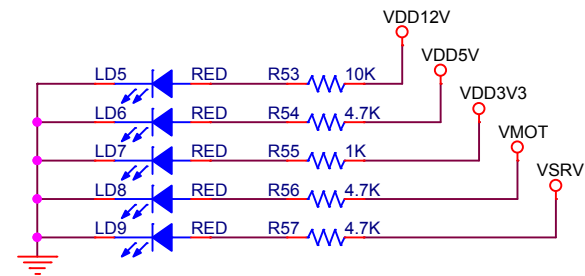 VDD12V
VDD5V
VDD3V3
VMOT
VSRV
LD5 RED R53 10K
LD6 RED R54 4.7K
LD7 RED R55 1K
LD8 RED R56 4.7K
LD9 RED R57 4.7K